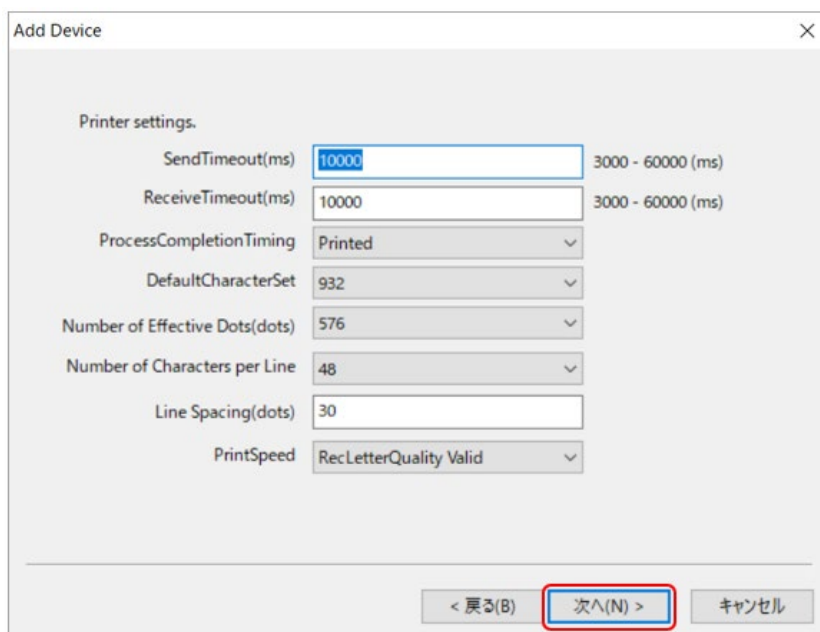 Add Device
Printer settings.
SendTimeout(ms) 10000 3000 - 60000 (ms)
ReceiveTimeout(ms) 10000 3000 - 60000 (ms)
ProcessCompletionTiming Printed
DefaultCharacterSet 932
Number of Effective Dots(dots) 576
Number of Characters per Line 48
Line Spacing(dots) 30
PrintSpeed RecLetterQuality Valid
< 戻る(B) 次へ(N) > キャンセル